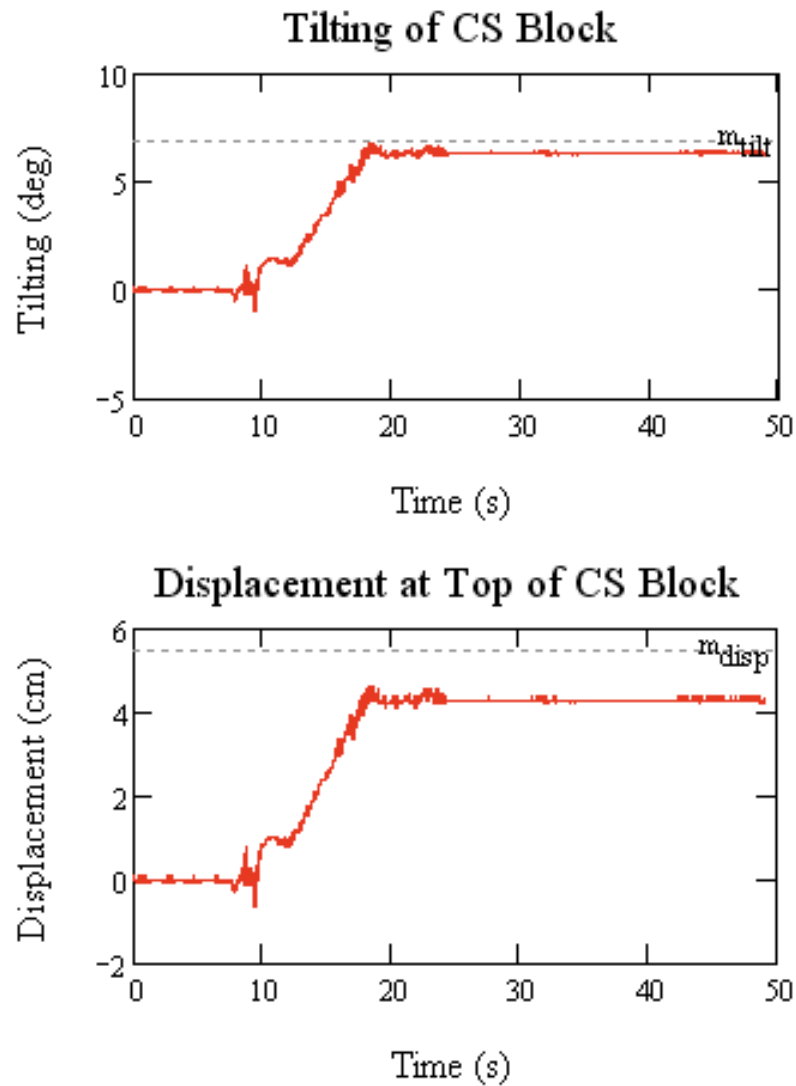 Tilting of CS Block
10
m_tilt
5
0
−5
Tilting (deg)
0 10 20 30 40 50
Time (s)
Displacement at Top of CS Block
6
m_disp
4
2
0
−2
Displacement (cm)
0 10 20 30 40 50
Time (s)